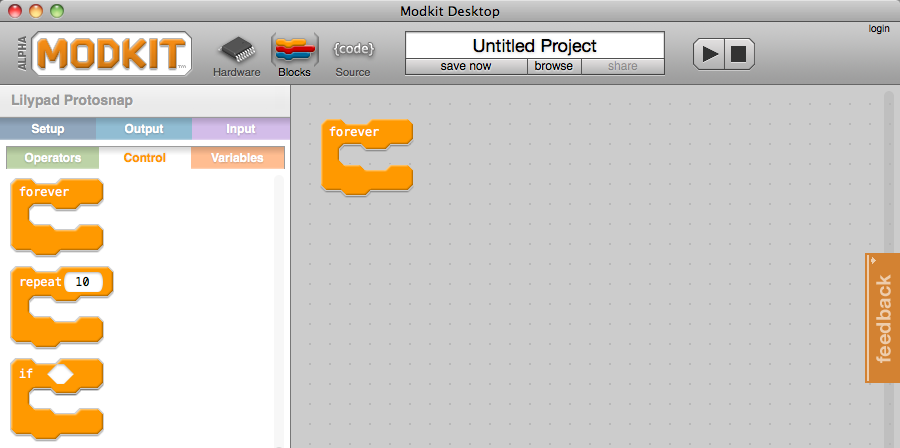 Modkit Desktop
login
ALPHA
MODKIT
Hardware
Blocks
{code}
Source
Untitled Project
save now
browse
share
Lilypad Protosnap
Setup
Output
Input
Operators
Control
Variables
forever
repeat 10
if
forever
feedback